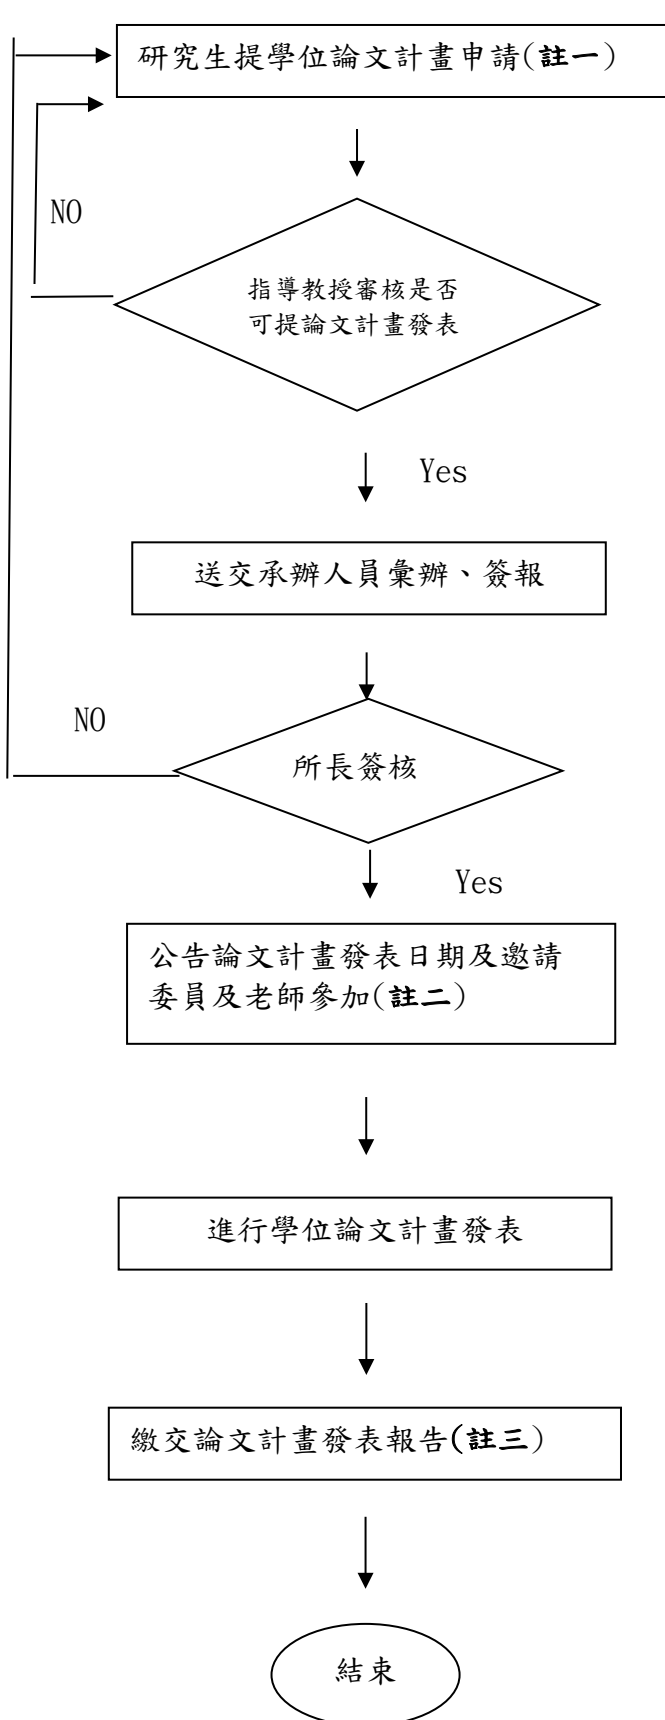 研究生提學位論文計畫申請(註一)
NO
指導教授審核是否
可提論文計畫發表
Yes
送交承辦人員彙辦、簽報
NO
所長簽核
Yes
公告論文計畫發表日期及邀請
委員及老師參加(註二)
進行學位論文計畫發表
繳交論文計畫發表報告(註三)
結束